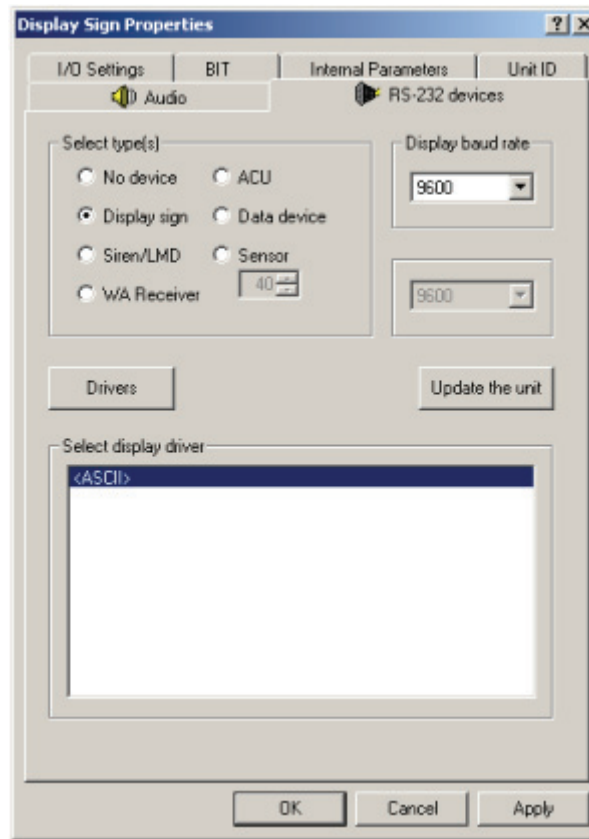 Display Sign Properties
I/O Settings
BIT
Internal Parameters
Unit ID
Audio
RS-232 devices
Select type(s)
No device
ACU
Display sign
Data device
Siren/LMD
Sensor
WA Receiver
40
Display baud rate
9600
9600
Drivers
Update the unit
Select display driver
<ASCII>
OK
Cancel
Apply